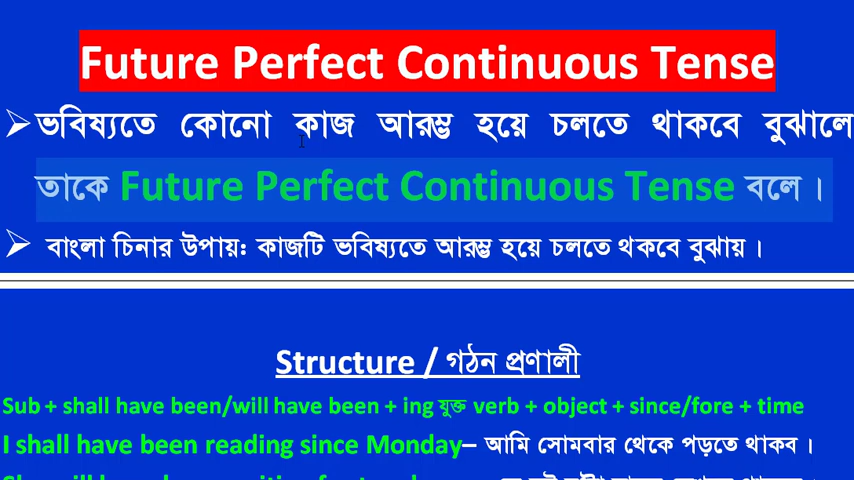 Future Perfect Continuous Tense
ভবিষ্যতে কোনো কাজ আরম্ভ হয়ে চলতে থাকবে বুঝালে
তাকে Future Perfect Continuous Tense বলে ।
বাংলা চিনার উপায়: কাজটি ভবিষ্যতে আরম্ভ হয়ে চলতে থকবে বুঝায় ।
Structure / গঠন প্রণালী
Sub + shall have been/will have been + ing যুক্ত verb + object + since/fore + time
I shall have been reading since Monday– আমি সোমবার থেকে পড়তে থাকব ।